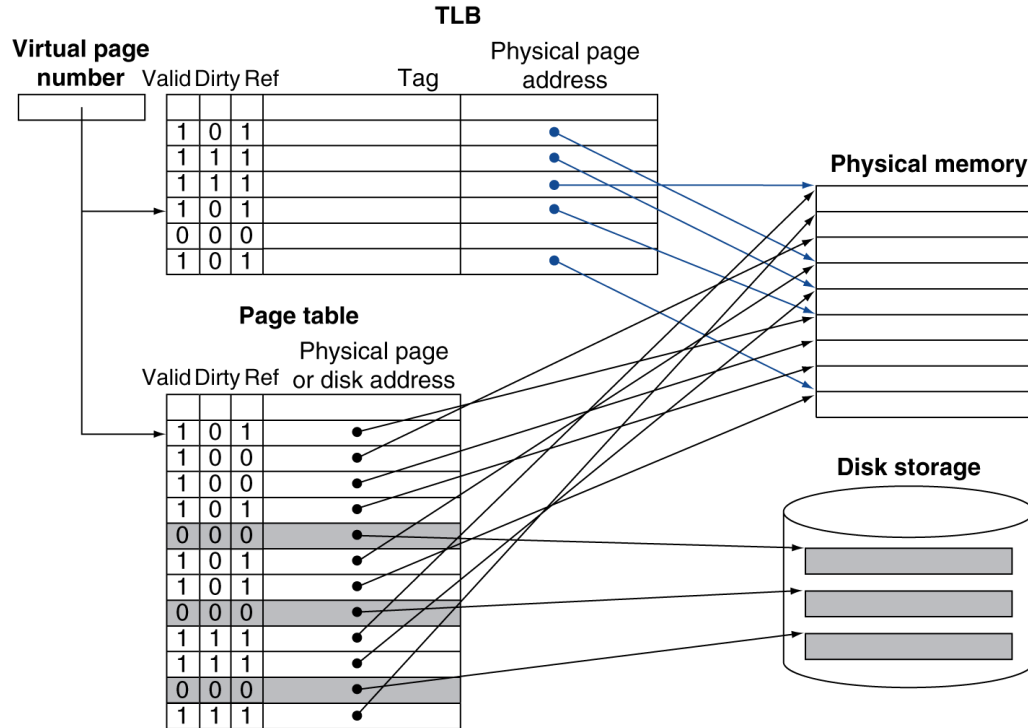 TLB
Virtual page
number
Valid Dirty Ref Tag Physical page
address
1 0 1
1 1 1
1 1 1
1 0 1
0 0 0
1 0 1
Physical memory
Page table
Valid Dirty Ref Physical page
or disk address
1 0 1
1 0 0
1 0 0
1 0 1
0 0 0
1 0 1
1 0 1
0 0 0
1 1 1
1 1 1
0 0 0
1 1 1
Disk storage